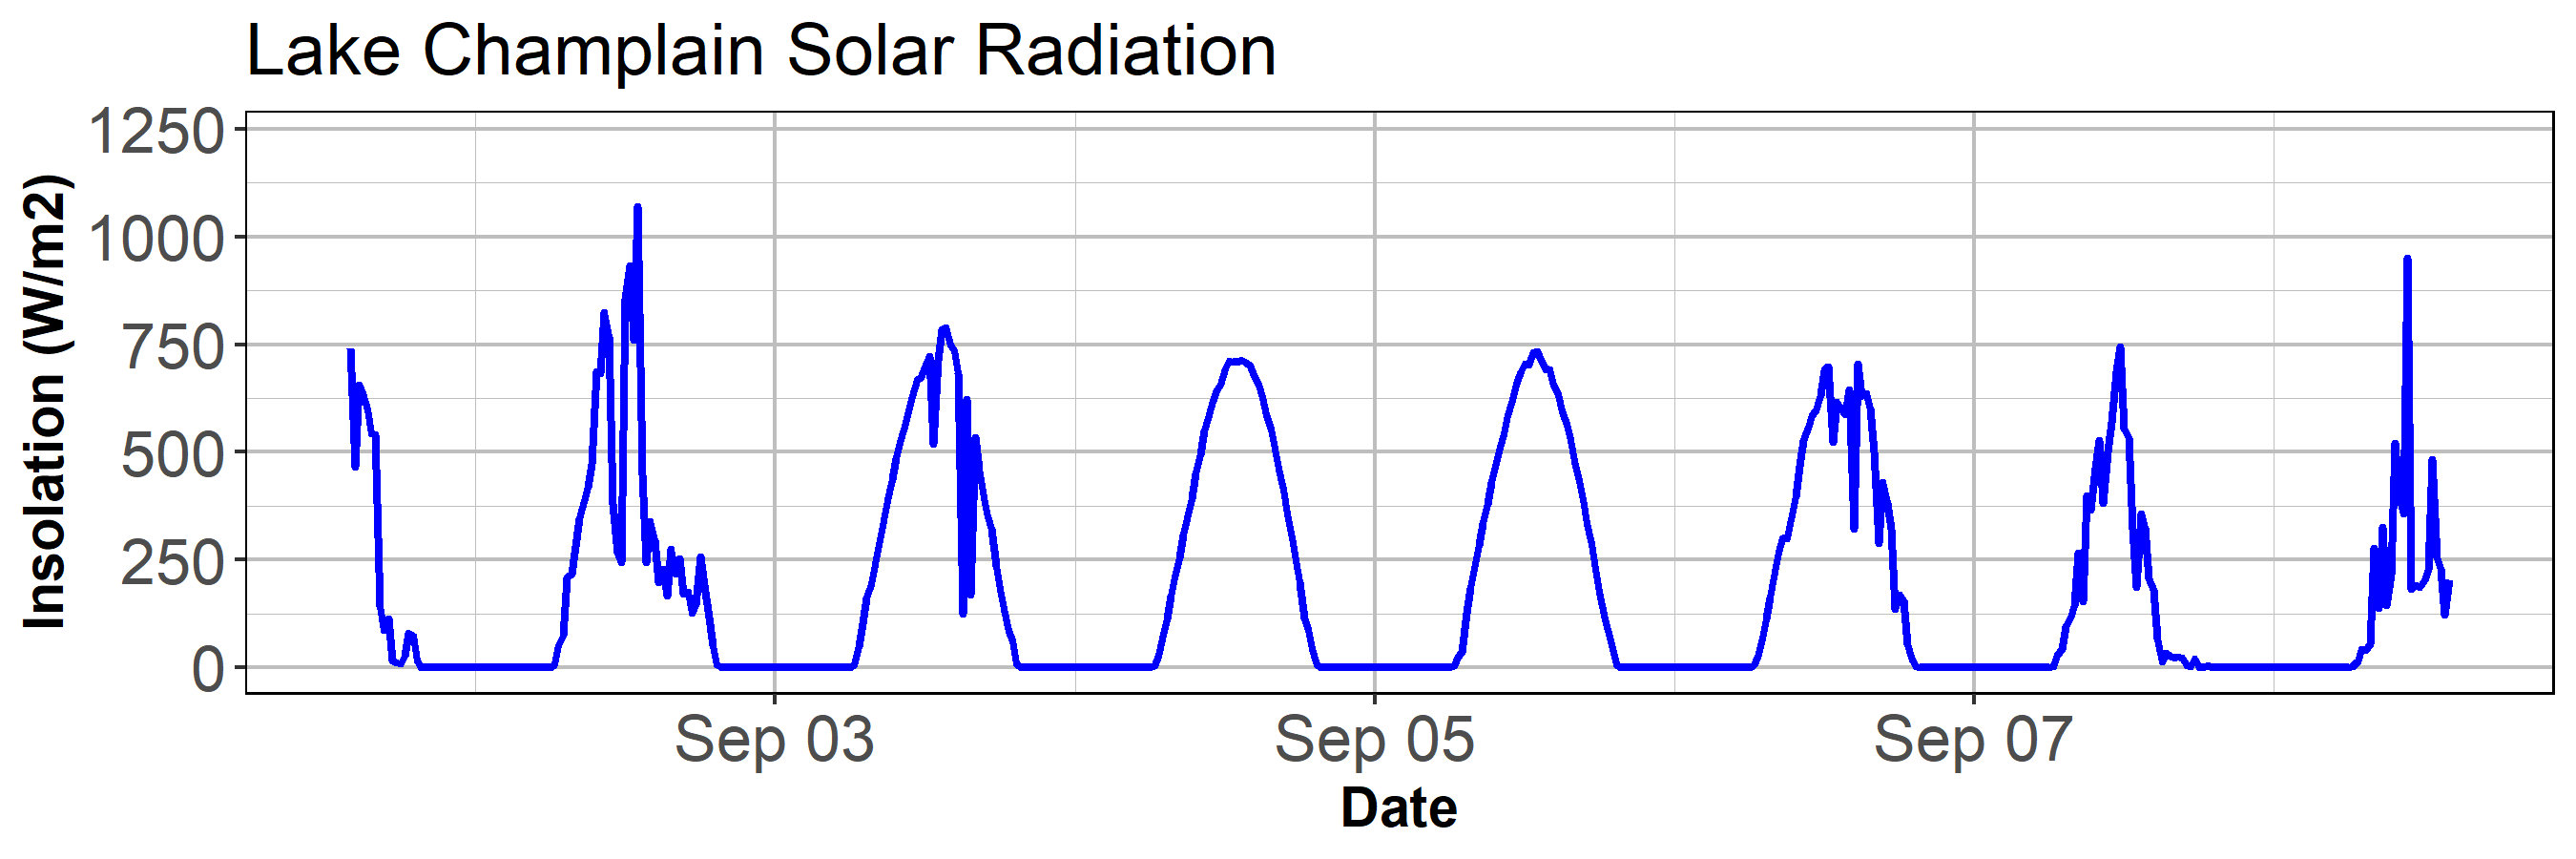 Lake Champlain Solar Radiation
Insolation (W/m2)
1250
1000
750
500
250
0
Sep 03 Sep 05 Sep 07
Date